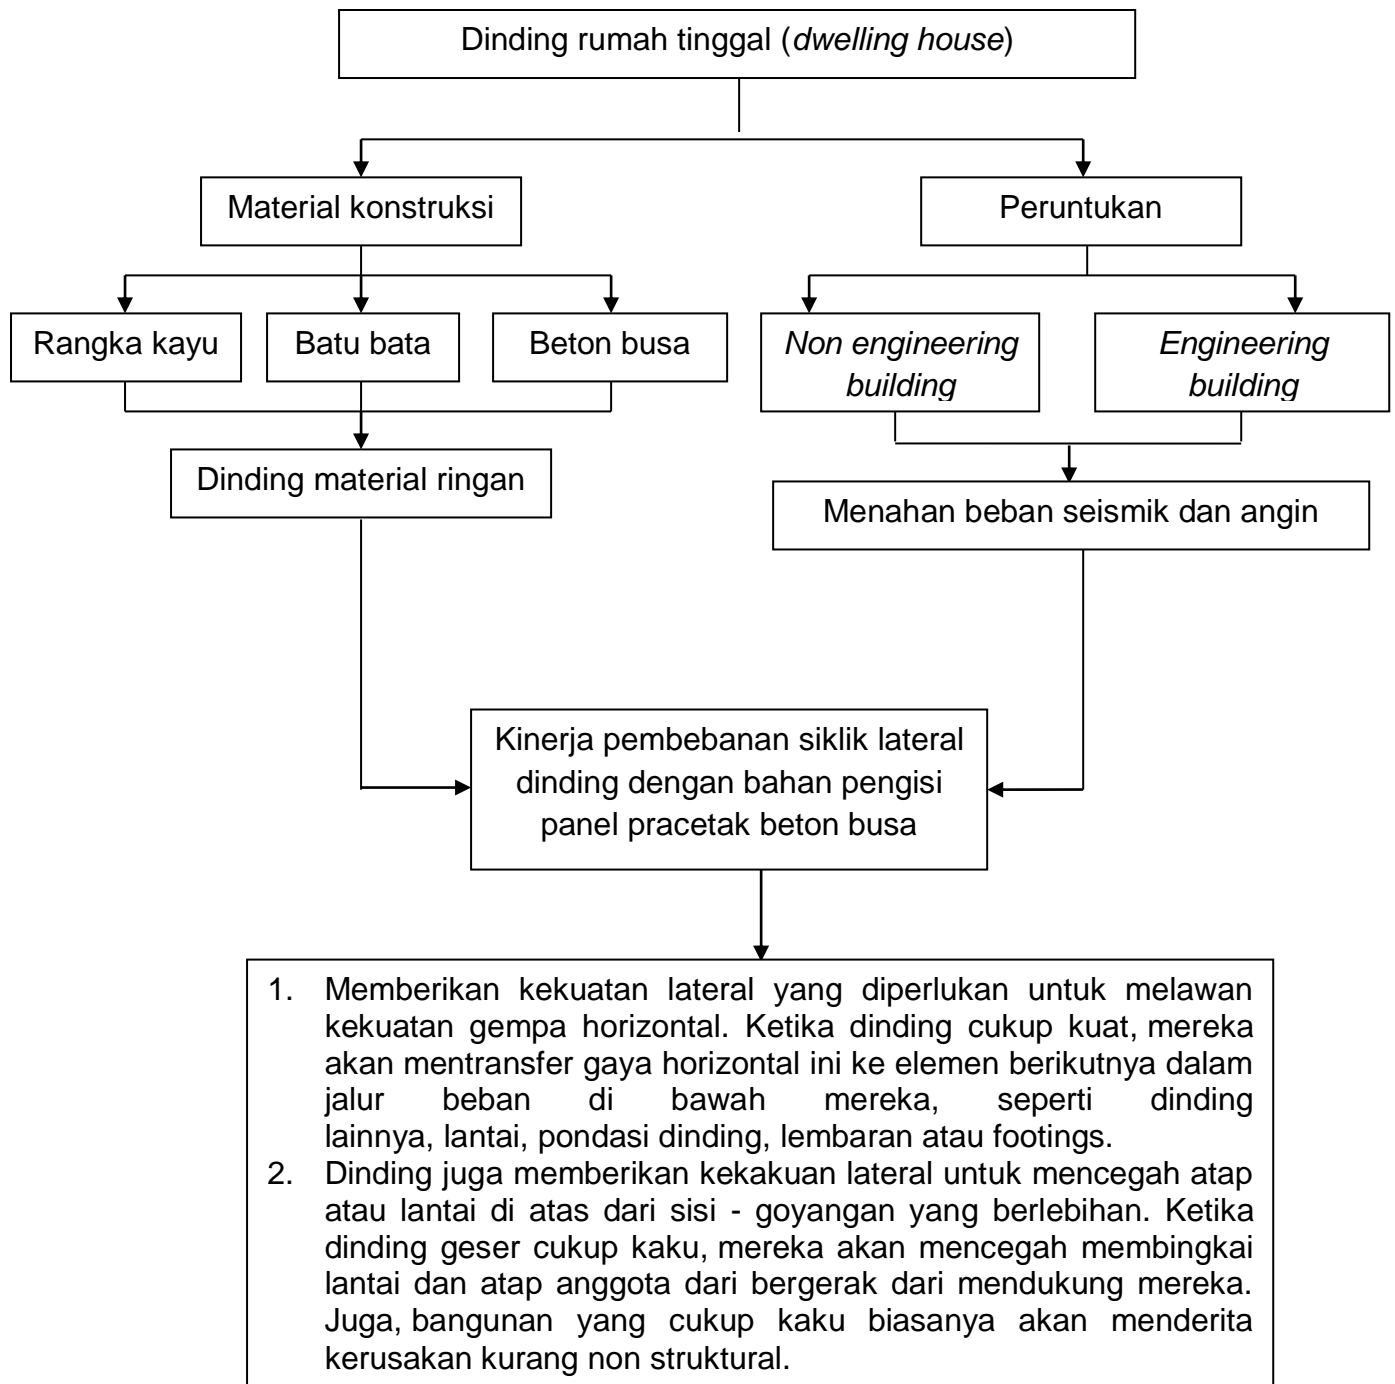 Dinding rumah tinggal (dwelling house)
Material konstruksi
Peruntukan
Rangka kayu
Batu bata
Beton busa
Non engineering
building
Engineering
building
Dinding material ringan
Menahan beban seismik dan angin
Kinerja pembebanan siklik lateral
dinding dengan bahan pengisi
panel pracetak beton busa
1. Memberikan kekuatan lateral yang diperlukan untuk melawan
kekuatan gempa horizontal. Ketika dinding cukup kuat, mereka
akan mentransfer gaya horizontal ini ke elemen berikutnya dalam
jalur beban di bawah mereka, seperti dinding
lainnya, lantai, pondasi dinding, lembaran atau footings.
2. Dinding juga memberikan kekakuan lateral untuk mencegah atap
atau lantai di atas dari sisi - goyangan yang berlebihan. Ketika
dinding geser cukup kaku, mereka akan mencegah membingkai
lantai dan atap anggota dari bergerak dari mendukung mereka.
Juga, bangunan yang cukup kaku biasanya akan menderita
kerusakan kurang non struktural.